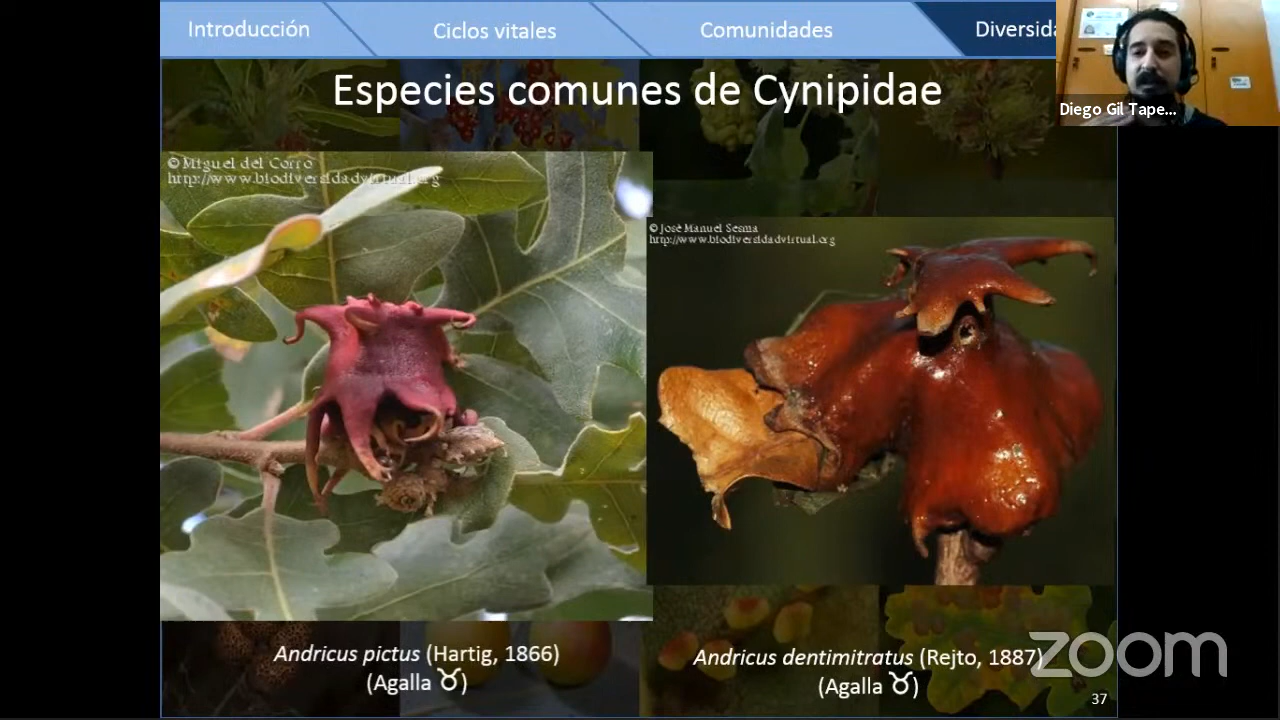 Introducción
Ciclos vitales
Comunidades
Diversida
Especies comunes de Cynipidae
Diego Gil Tape...
© Miguel del Corro
http://www.biodiversidadvirtual.org
© José Manuel Sesma
http://www.biodiversidadvirtual.org
Andricus pictus (Hartig, 1866)
(Agalla ♉)
Andricus dentimitratus (Rejto, 1887)
(Agalla ♉)
zoom
37